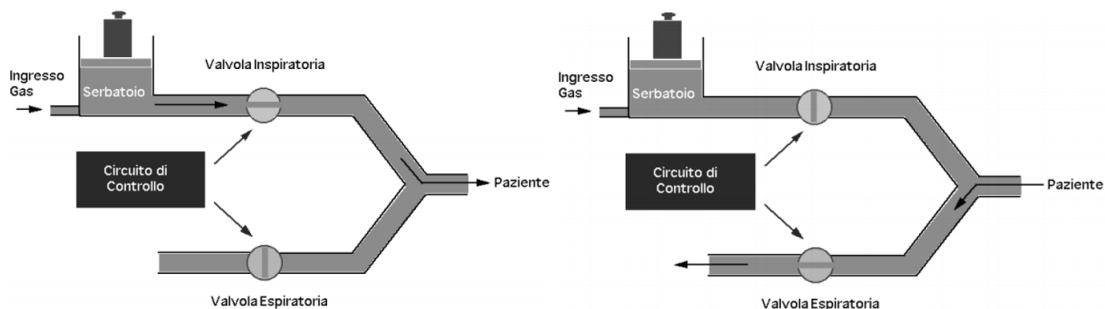 Valvola Inspiratoria
Ingresso
Gas
Serbatoio
Circuito di
Controllo
Paziente
Valvola Espiratoria
Valvola Inspiratoria
Ingresso
Gas
Serbatoio
Circuito di
Controllo
Paziente
Valvola Espiratoria